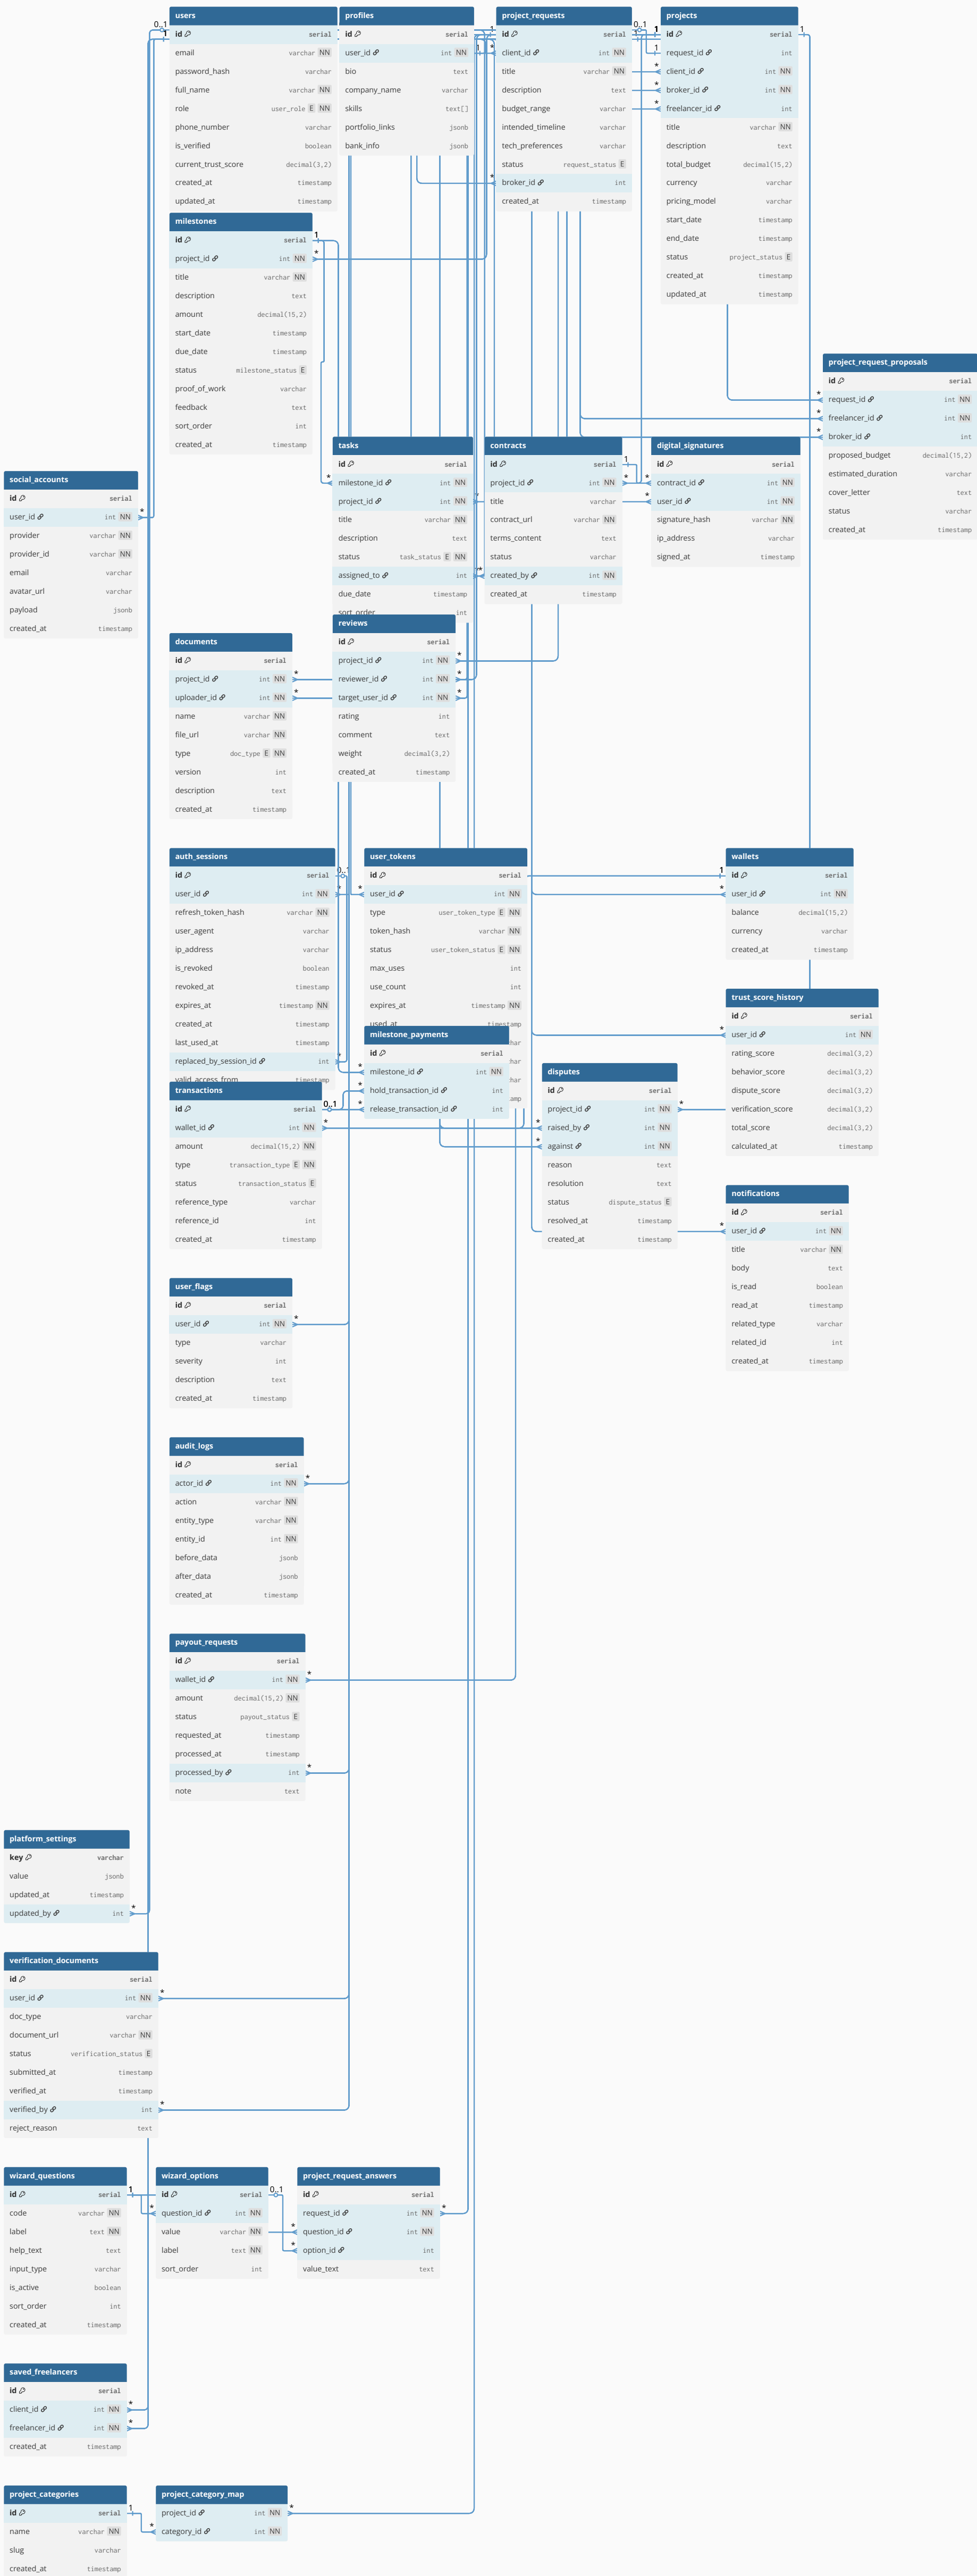 users
id serial
email varchar NN
password_hash varchar
full_name varchar NN
role user_role E NN
phone_number varchar
is_verified boolean
current_trust_score decimal(3,2)
created_at timestamp
updated_at timestamp
profiles
id serial
user_id int NN
bio text
company_name varchar
skills text[]
portfolio_links jsonb
bank_info jsonb
project_requests
id serial
client_id int NN
title varchar NN
description text
budget_range varchar
intended_timeline varchar
tech_preferences varchar
status request_status E
broker_id int
created_at timestamp
projects
id serial
request_id int
client_id int NN
broker_id int NN
freelancer_id int
title varchar NN
description text
total_budget decimal(15,2)
currency varchar
pricing_model varchar
start_date timestamp
end_date timestamp
status project_status E
created_at timestamp
updated_at timestamp
milestones
id serial
project_id int NN
title varchar NN
description text
amount decimal(15,2)
start_date timestamp
due_date timestamp
status milestone_status E
proof_of_work varchar
feedback text
sort_order int
created_at timestamp
project_request_proposals
id serial
request_id int NN
freelancer_id int NN
broker_id int
proposed_budget decimal(15,2)
estimated_duration varchar
cover_letter text
status varchar
created_at timestamp
tasks
id serial
milestone_id int NN
project_id int NN
title varchar NN
description text
status task_status E NN
assigned_to int
due_date timestamp
sort_order int
contracts
id serial
project_id int NN
title varchar
contract_url varchar NN
terms_content text
status varchar
created_by int NN
created_at timestamp
digital_signatures
id serial
contract_id int NN
user_id int NN
signature_hash varchar NN
ip_address varchar
signed_at timestamp
social_accounts
id serial
user_id int NN
provider varchar NN
provider_id varchar NN
email varchar
avatar_url varchar
payload jsonb
created_at timestamp
documents
id serial
project_id int NN
uploader_id int NN
name varchar NN
file_url varchar NN
type doc_type E NN
version int
description text
created_at timestamp
reviews
id serial
project_id int NN
reviewer_id int NN
target_user_id int NN
rating int
comment text
weight decimal(3,2)
created_at timestamp
auth_sessions
id serial
user_id int NN
refresh_token_hash varchar NN
user_agent varchar
ip_address varchar
is_revoked boolean
revoked_at timestamp
expires_at timestamp NN
created_at timestamp
last_used_at timestamp
replaced_by_session_id int
valid_access_from timestamp
user_tokens
id serial
user_id int NN
type user_token_type E NN
token_hash varchar NN
status user_token_status E NN
max_uses int
use_count int
expires_at timestamp NN
used_at timestamp
wallets
id serial
user_id int NN
balance decimal(15,2)
currency varchar
created_at timestamp
trust_score_history
id serial
user_id int NN
rating_score decimal(3,2)
behavior_score decimal(3,2)
dispute_score decimal(3,2)
verification_score decimal(3,2)
total_score decimal(3,2)
calculated_at timestamp
milestone_payments
id serial
milestone_id int NN
hold_transaction_id int
release_transaction_id int
disputes
id serial
project_id int NN
raised_by int NN
against int NN
reason text
resolution text
status dispute_status E
resolved_at timestamp
created_at timestamp
transactions
id serial
wallet_id int NN
amount decimal(15,2) NN
type transaction_type E NN
status transaction_status E
reference_type varchar
reference_id int
created_at timestamp
notifications
id serial
user_id int NN
title varchar NN
body text
is_read boolean
read_at timestamp
related_type varchar
related_id int
created_at timestamp
user_flags
id serial
user_id int NN
type varchar
severity int
description text
created_at timestamp
audit_logs
id serial
actor_id int NN
action varchar NN
entity_type varchar NN
entity_id int NN
before_data jsonb
after_data jsonb
created_at timestamp
payout_requests
id serial
wallet_id int NN
amount decimal(15,2) NN
status payout_status E
requested_at timestamp
processed_at timestamp
processed_by int
note text
platform_settings
key varchar
value jsonb
updated_at timestamp
updated_by int
verification_documents
id serial
user_id int NN
doc_type varchar
document_url varchar NN
status verification_status E
submitted_at timestamp
verified_at timestamp
verified_by int
reject_reason text
wizard_questions
id serial
code varchar NN
label text NN
help_text text
input_type varchar
is_active boolean
sort_order int
created_at timestamp
wizard_options
id serial
question_id int NN
value varchar NN
label text NN
sort_order int
project_request_answers
id serial
request_id int NN
question_id int NN
option_id int
value_text text
saved_freelancers
id serial
client_id int NN
freelancer_id int NN
created_at timestamp
project_categories
id serial
name varchar NN
slug varchar
created_at timestamp
project_category_map
project_id int NN
category_id int NN